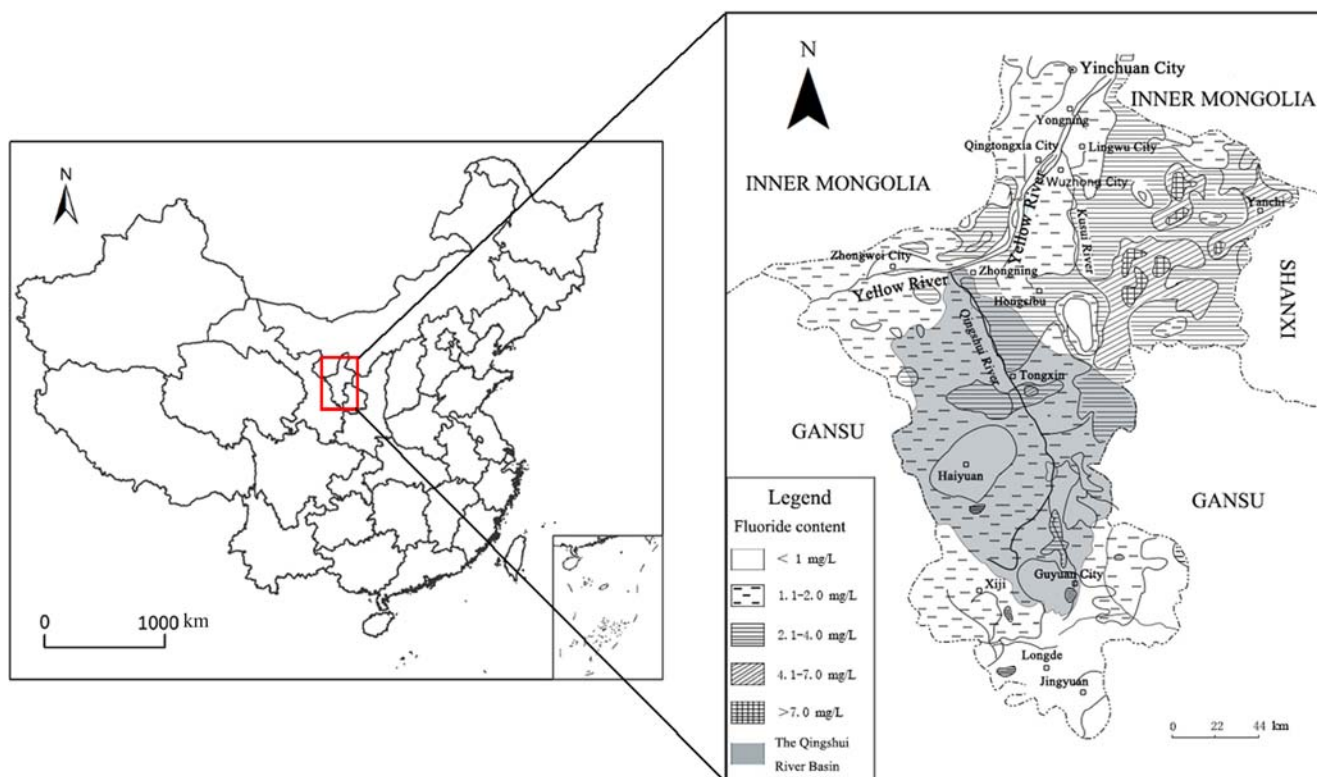 N
0 1000 km
N
Yinchuan City
INNER MONGOLIA
Yongning
Qingtongxia City
Lingwu City
INNER MONGOLIA
Wuzhong City
Yanchi
Yellow River
Kusui River
Zhongwei City
Zhongning
Yellow River
Hongsibu
SHANXI
Qingshui River
Tongxin
GANSU
Haiyuan
GANSU
Guyuan City
Xiji
Longde
Jingyuan
Legend
Fluoride content
< 1 mg/L
1.1-2.0 mg/L
2.1-4.0 mg/L
4.1-7.0 mg/L
>7.0 mg/L
The Qingshui
River Basin
0 22 44 km